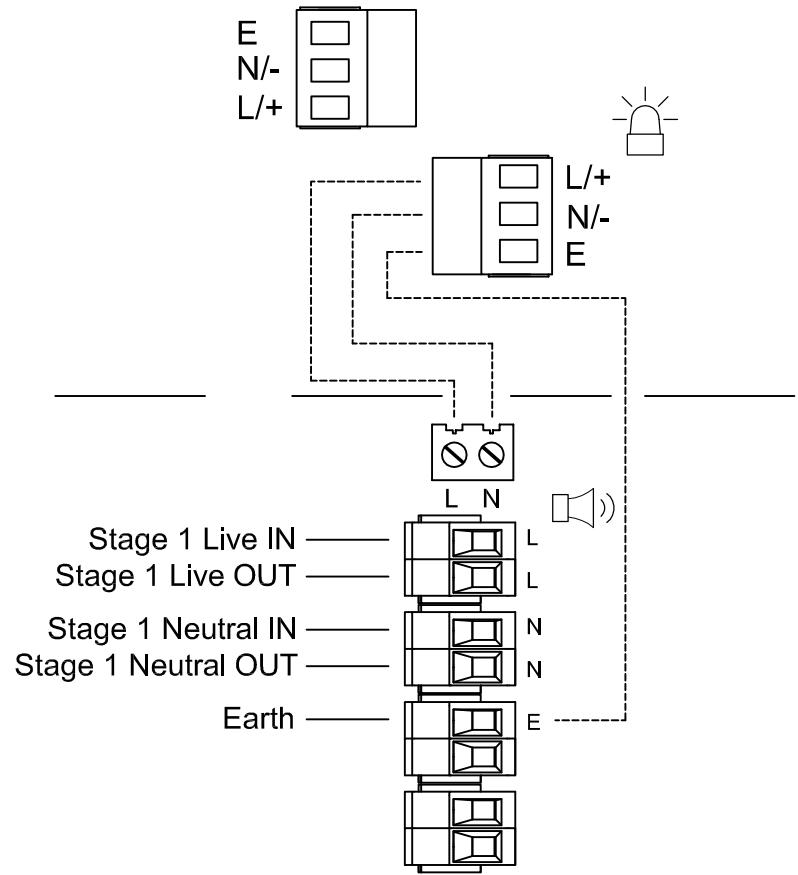 E
N/-
L/+
L/+
N/-
E
L N
Stage 1 Live IN L
Stage 1 Live OUT L
Stage 1 Neutral IN N
Stage 1 Neutral OUT N
Earth E